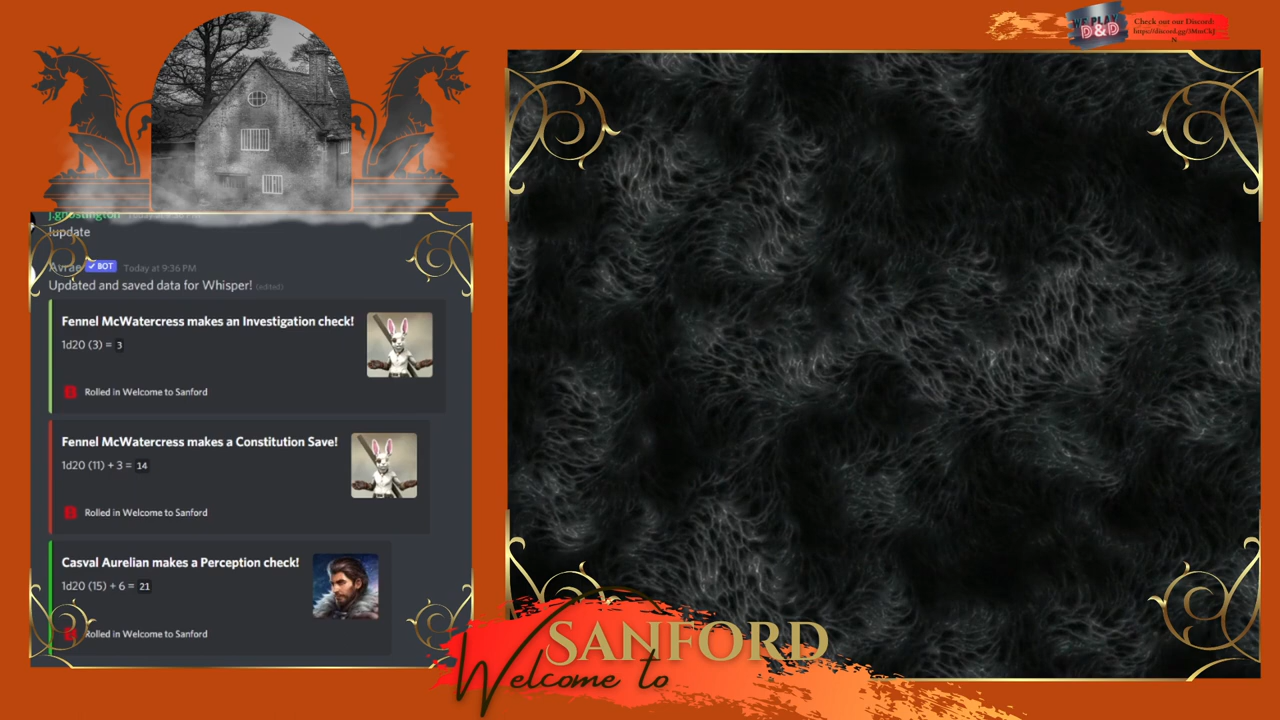 WE PLAY
D&D
Check out our Discord:
j.gnostington
!update
Avrae ✓ BOT Today at 9:36 PM
Updated and saved data for Whisper! (edited)
Fennel McWatercress makes an Investigation check!
1d20 (3) = 3
Rolled in Welcome to Sanford
Fennel McWatercress makes a Constitution Save!
1d20 (11) + 3 = 14
Rolled in Welcome to Sanford
Casval Aurelian makes a Perception check!
1d20 (15) + 6 = 21
Rolled in Welcome to Sanford
Welcome to
SANFORD